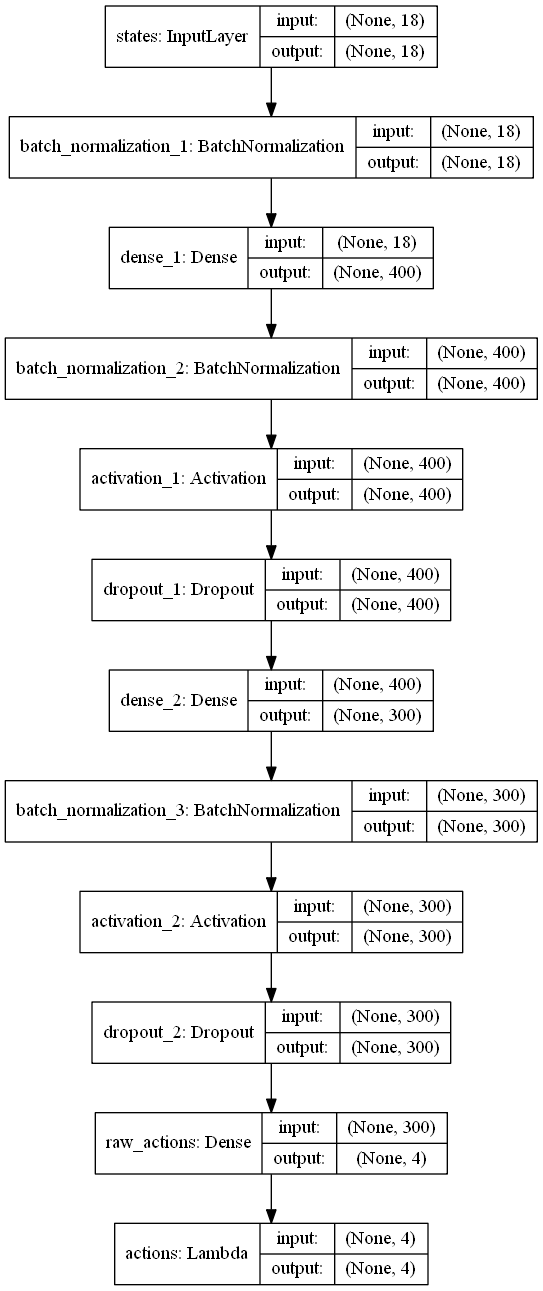 states: InputLayer
input: (None, 18)
output: (None, 18)
batch_normalization_1: BatchNormalization
input: (None, 18)
output: (None, 18)
dense_1: Dense
input: (None, 18)
output: (None, 400)
batch_normalization_2: BatchNormalization
input: (None, 400)
output: (None, 400)
activation_1: Activation
input: (None, 400)
output: (None, 400)
dropout_1: Dropout
input: (None, 400)
output: (None, 400)
dense_2: Dense
input: (None, 400)
output: (None, 300)
batch_normalization_3: BatchNormalization
input: (None, 300)
output: (None, 300)
activation_2: Activation
input: (None, 300)
output: (None, 300)
dropout_2: Dropout
input: (None, 300)
output: (None, 300)
raw_actions: Dense
input: (None, 300)
output: (None, 4)
actions: Lambda
input: (None, 4)
output: (None, 4)